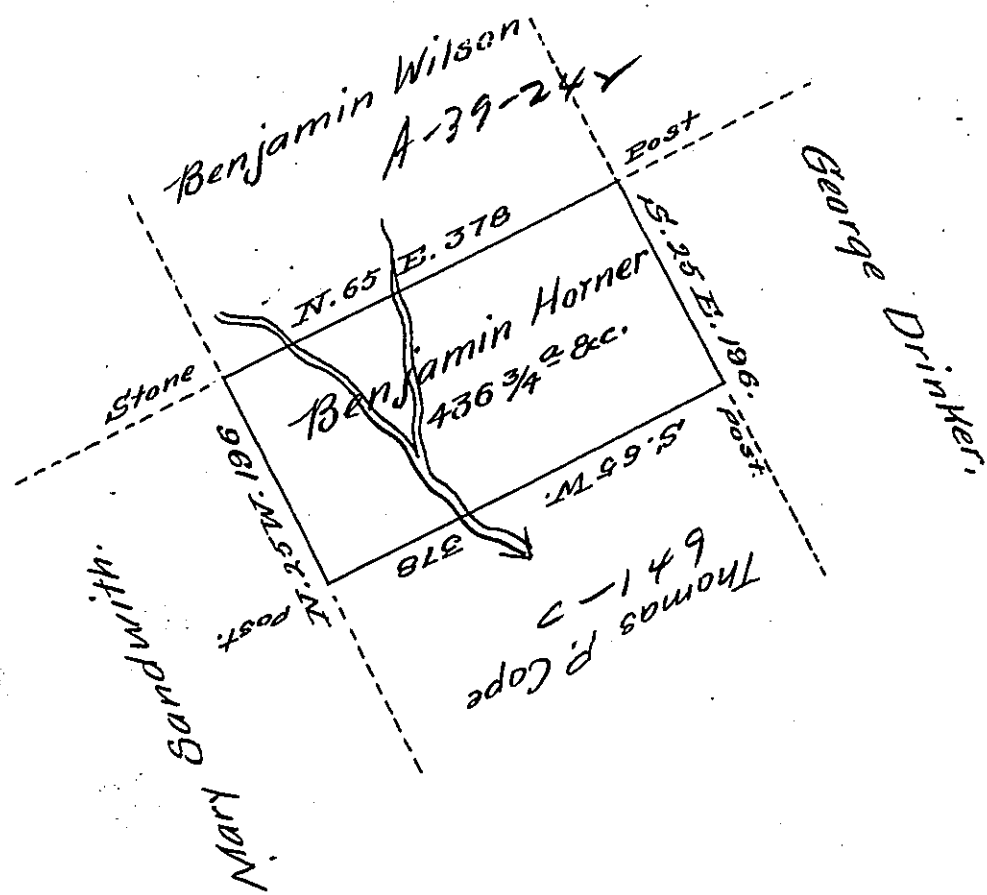 Benjamin Wilson
A-39-24
Post
George Drinker.
N. 65 E. 378
S. 25 E. 196.
Benjamin Horner
436 3/4 a &c.
Stone
N. 25 W. 196
S. 65 W. 378
Post.
Post.
Thomas P. Cope
Mary Sandwith.